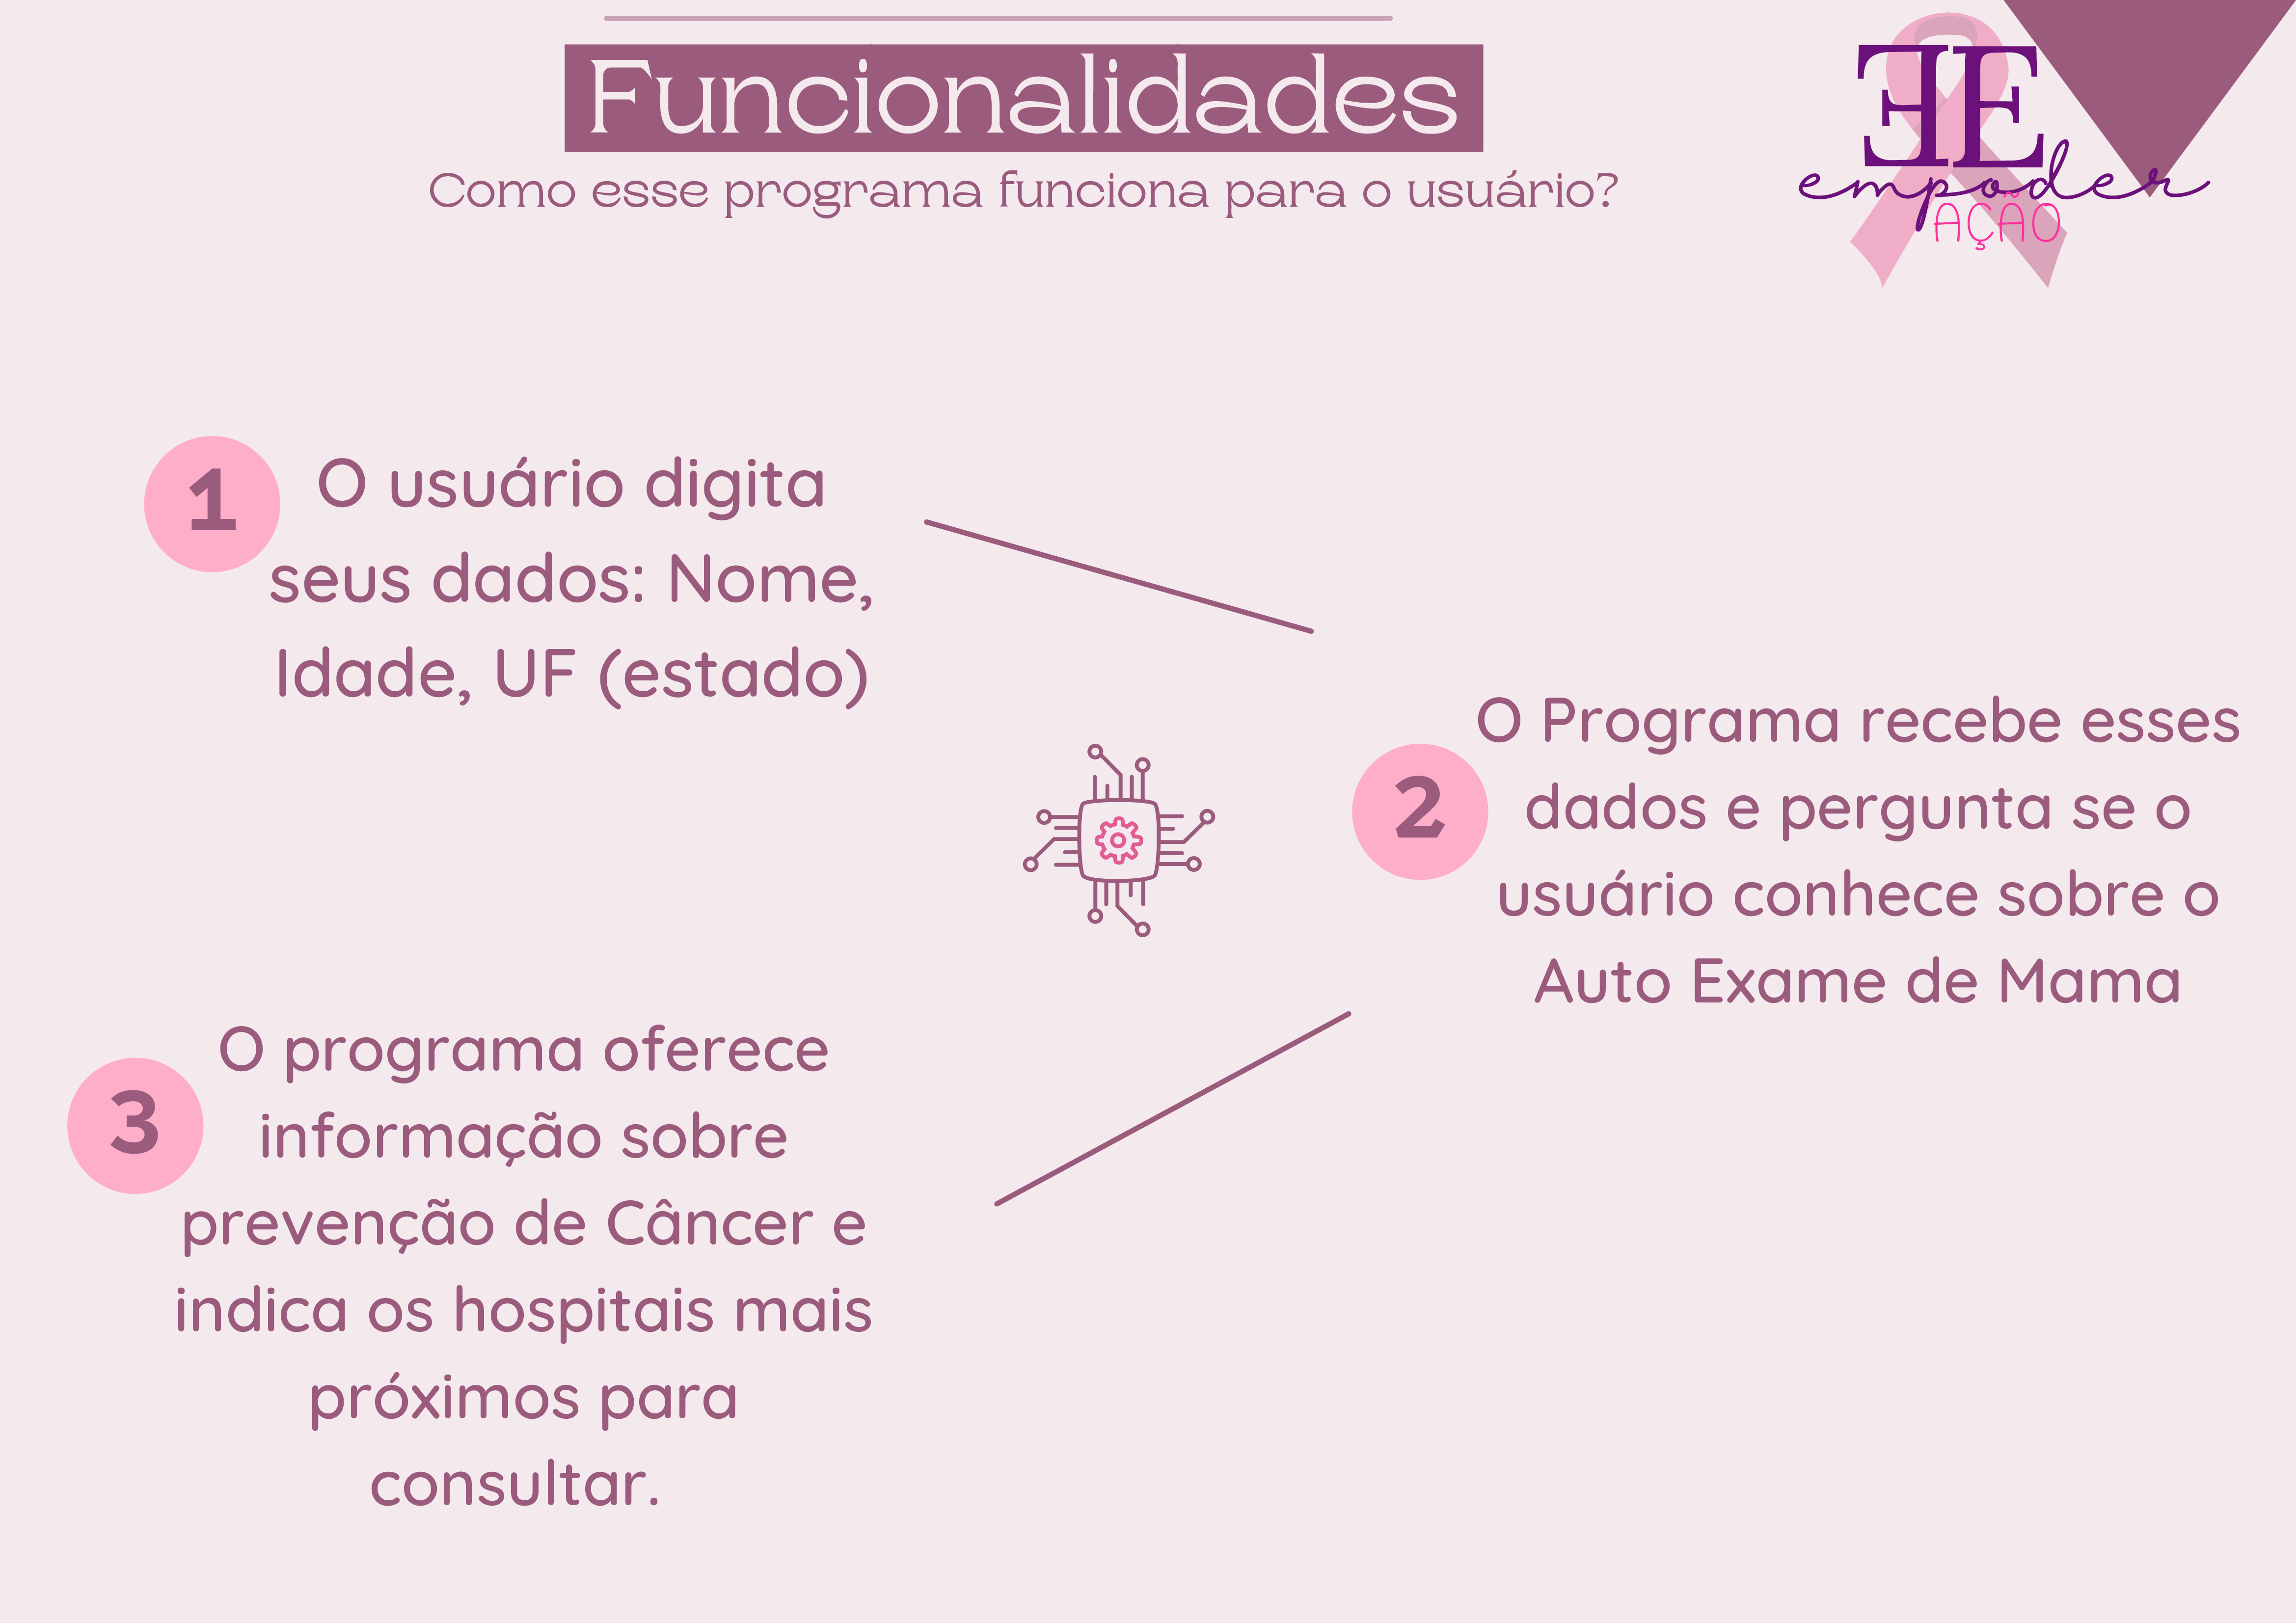 Funcionalidades
Como esse programa funciona para o usuário?
EE
empoder
AÇÃO
1
O usuário digita
seus dados: Nome,
Idade, UF (estado)
2
O Programa recebe esses
dados e pergunta se o
usuário conhece sobre o
Auto Exame de Mama
3
O programa oferece
informação sobre
prevenção de Câncer e
indica os hospitais mais
próximos para
consultar.